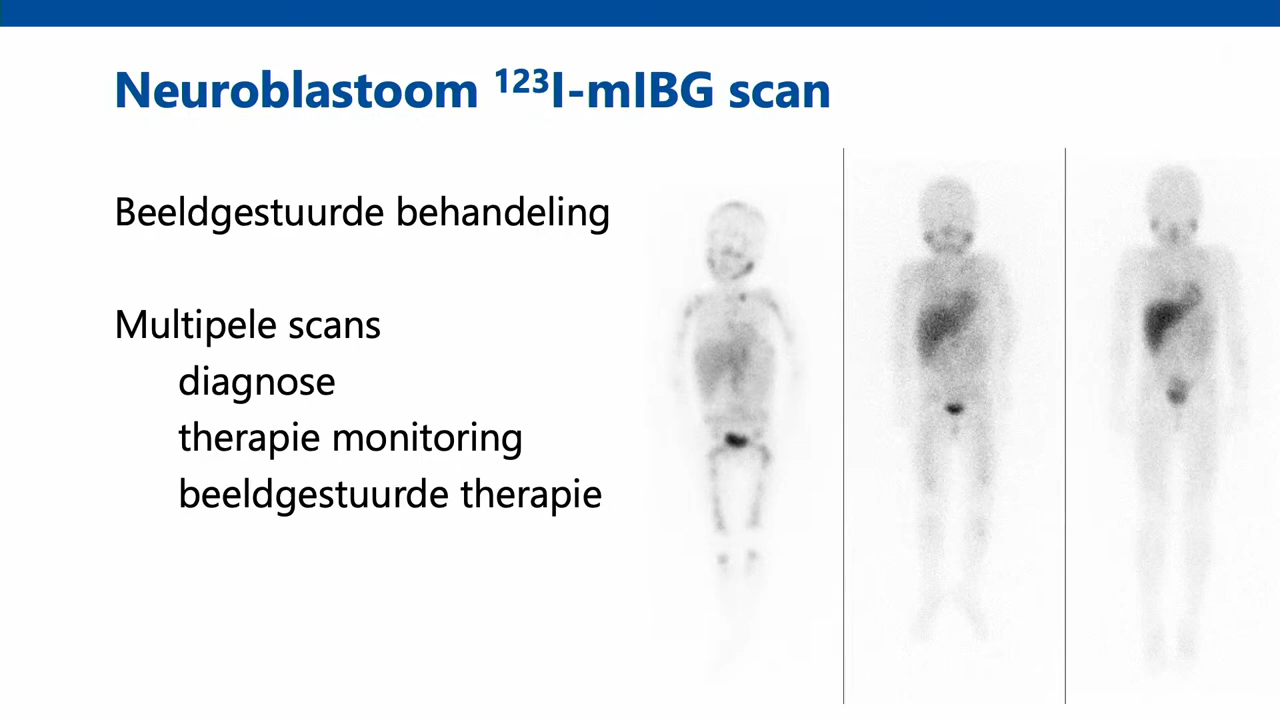 Neuroblastoom ¹²³I-mIBG scan
Beeldgestuurde behandeling
Multipele scans
diagnose
therapie monitoring
beeldgestuurde therapie